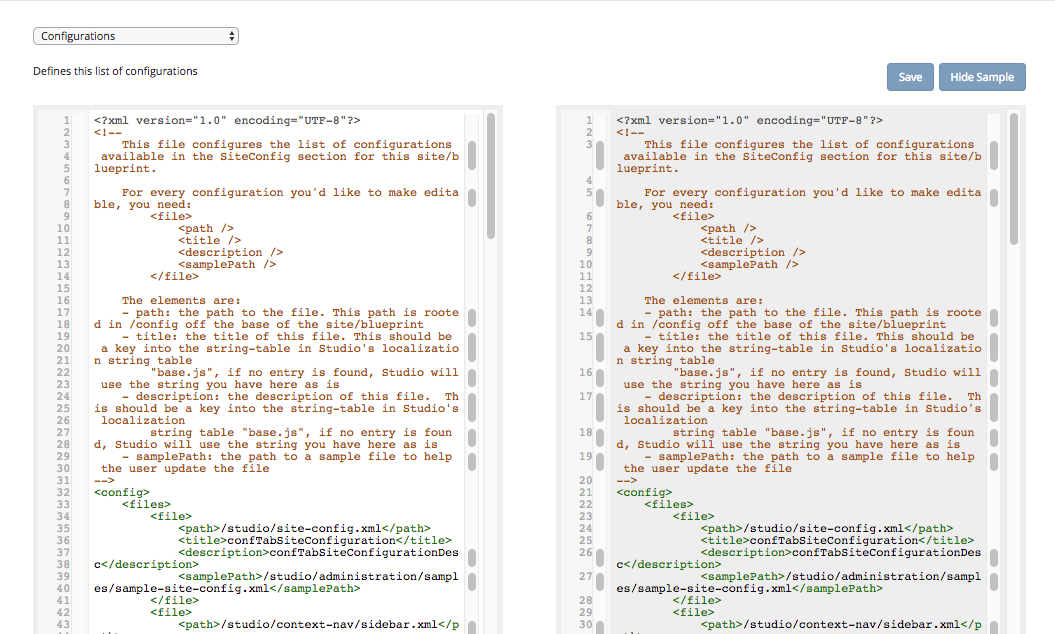 Configurations
Defines this list of configurations
Save Hide Sample
1 <?xml version="1.0" encoding="UTF-8"?>
2 <!--
3 This file configures the list of configurations
4 available in the SiteConfig section for this site/b
5 lueprint.
6
7 For every configuration you'd like to make edita
8 ble, you need:
9 <file>
10 <path />
11 <title />
12 <description />
13 <samplePath />
14 </file>
15
16 The elements are:
17 - path: the path to the file. This path is roote
18 d in /config off the base of the site/blueprint
19 - title: the title of this file. This should be
20 a key into the string-table in Studio's localizatio
21 n string table
22 "base.js", if no entry is found, Studio will
23 use the string you have here as is
24 - description: the description of this file.  Th
25 is should be a key into the string-table in Studio's
26 localization
27 string table "base.js", if no entry is foun
28 d, Studio will use the string you have here as is
29 - samplePath: the path to a sample file to help
30 the user update the file
31 -->
32 <config>
33 <files>
34 <file>
35 <path>/studio/site-config.xml</path>
36 <title>confTabSiteConfiguration</title>
37 <description>confTabSiteConfigurationDes
38 c</description>
39 <samplePath>/studio/administration/sampl
40 es/sample-site-config.xml</samplePath>
41 </file>
42 <file>
43 <path>/studio/context-nav/sidebar.xml</p
1 <?xml version="1.0" encoding="UTF-8"?>
2 <!--
3 This file configures the list of configurations
available in the SiteConfig section for this site/b
lueprint.
4
5 For every configuration you'd like to make edita
ble, you need:
6 <file>
7 <path />
8 <title />
9 <description />
10 <samplePath />
11 </file>
12
13 The elements are:
14 - path: the path to the file. This path is roote
d in /config off the base of the site/blueprint
15 - title: the title of this file. This should be
a key into the string-table in Studio's localizatio
n string table
16 "base.js", if no entry is found, Studio will
use the string you have here as is
17 - description: the description of this file.  Th
is should be a key into the string-table in Studio's
localization
18 string table "base.js", if no entry is foun
d, Studio will use the string you have here as is
19 - samplePath: the path to a sample file to help
the user update the file
20 -->
21 <config>
22 <files>
23 <file>
24 <path>/studio/site-config.xml</path>
25 <title>confTabSiteConfiguration</title>
26 <description>confTabSiteConfigurationDes
c</description>
27 <samplePath>/studio/administration/sampl
es/sample-site-config.xml</samplePath>
28 </file>
29 <file>
30 <path>/studio/context-nav/sidebar.xml</p